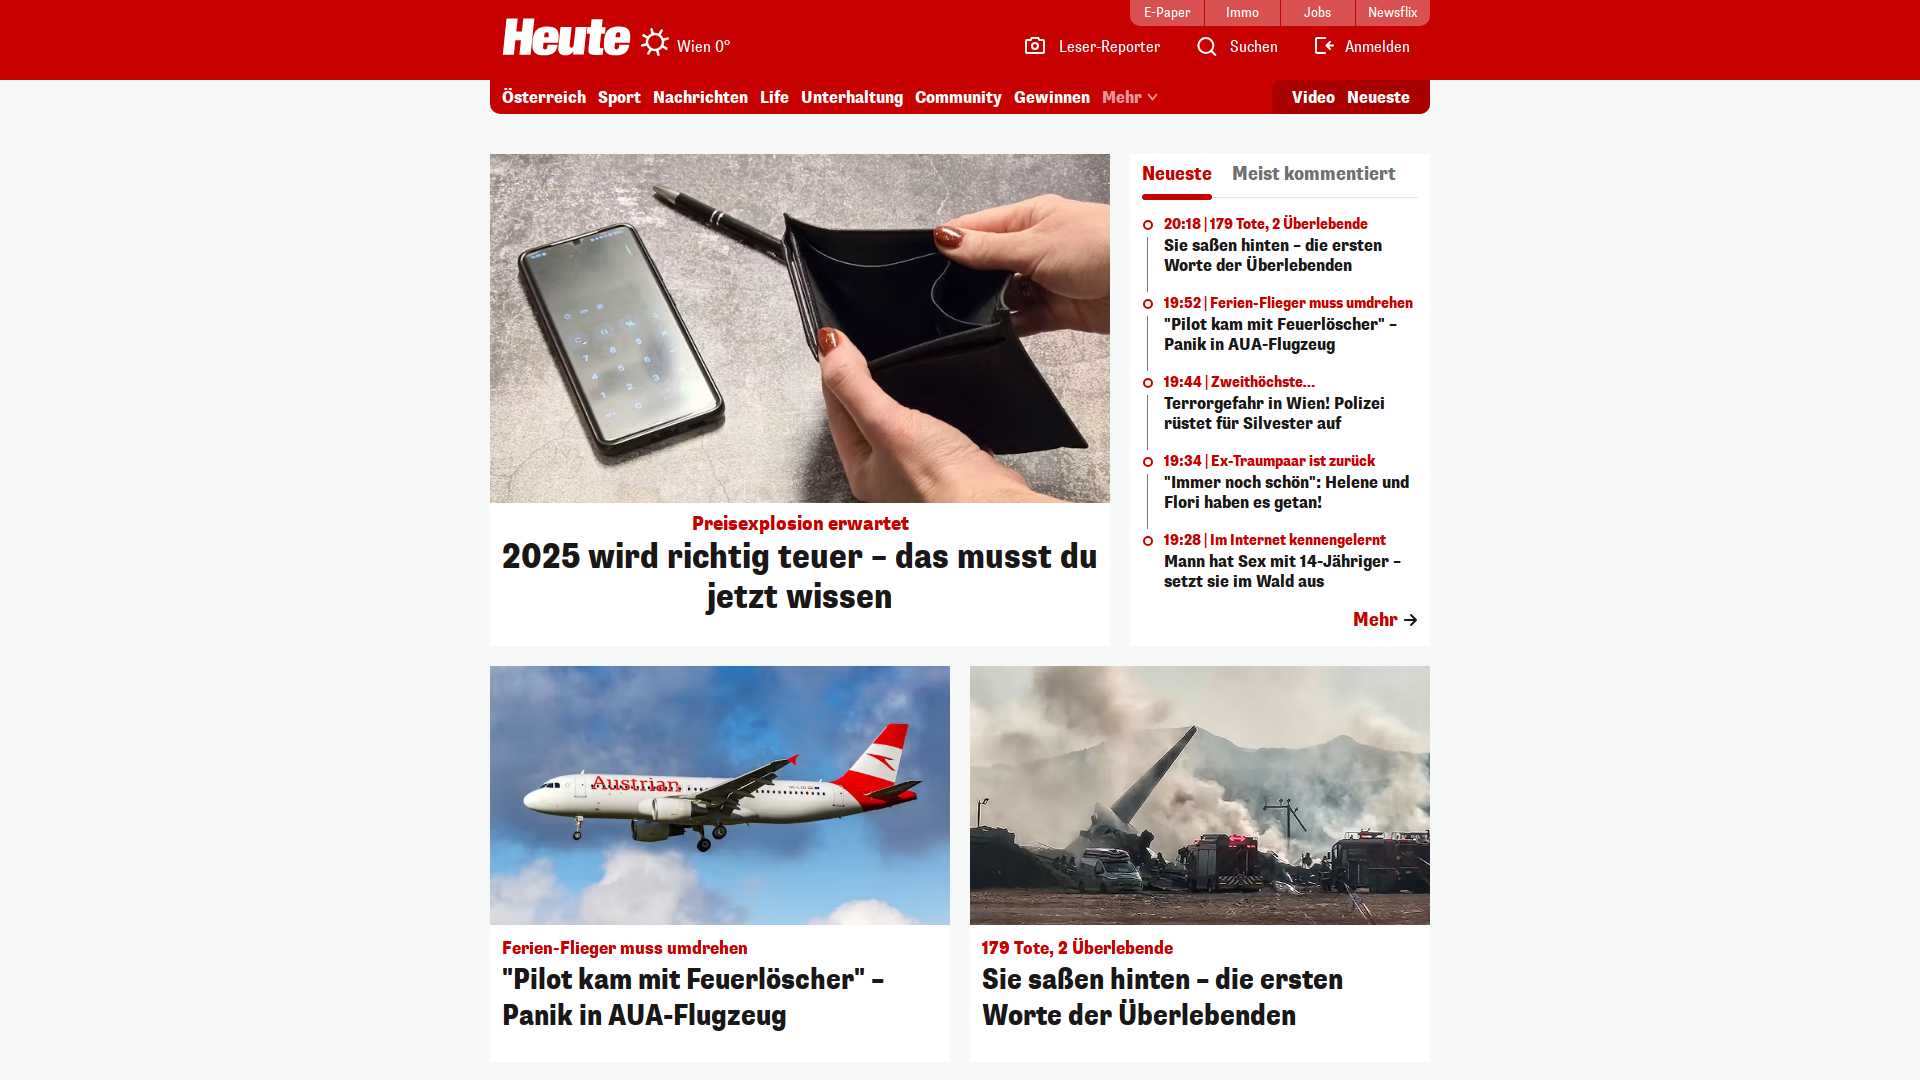 E-Paper
Immo
Jobs
Newsflix
Heute
Wien 0°
Leser-Reporter
Suchen
Anmelden
Österreich Sport Nachrichten Life Unterhaltung Community Gewinnen Mehr
Video Neueste
Neueste Meist kommentiert
20:18 | 179 Tote, 2 Überlebende
Sie saßen hinten – die ersten
Worte der Überlebenden
19:52 | Ferien-Flieger muss umdrehen
"Pilot kam mit Feuerlöscher" –
Panik in AUA-Flugzeug
19:44 | Zweithöchste...
Terrorgefahr in Wien! Polizei
rüstet für Silvester auf
19:34 | Ex-Traumpaar ist zurück
"Immer noch schön": Helene und
Flori haben es getan!
19:28 | Im Internet kennengelernt
Mann hat Sex mit 14-Jähriger –
setzt sie im Wald aus
Mehr
Preisexplosion erwartet
2025 wird richtig teuer – das musst du
jetzt wissen
Austrian
Ferien-Flieger muss umdrehen
"Pilot kam mit Feuerlöscher" –
Panik in AUA-Flugzeug
179 Tote, 2 Überlebende
Sie saßen hinten – die ersten
Worte der Überlebenden